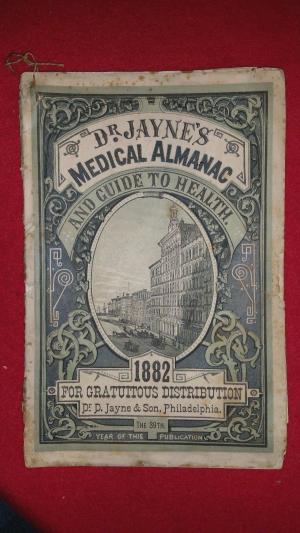 DR JAYNE'S
MEDICAL ALMANAC
AND GUIDE TO HEALTH
1882
FOR GRATUITOUS DISTRIBUTION
Dr. D. Jayne & Son, Philadelphia.
THE 39TH
YEAR OF THIS PUBLICATION